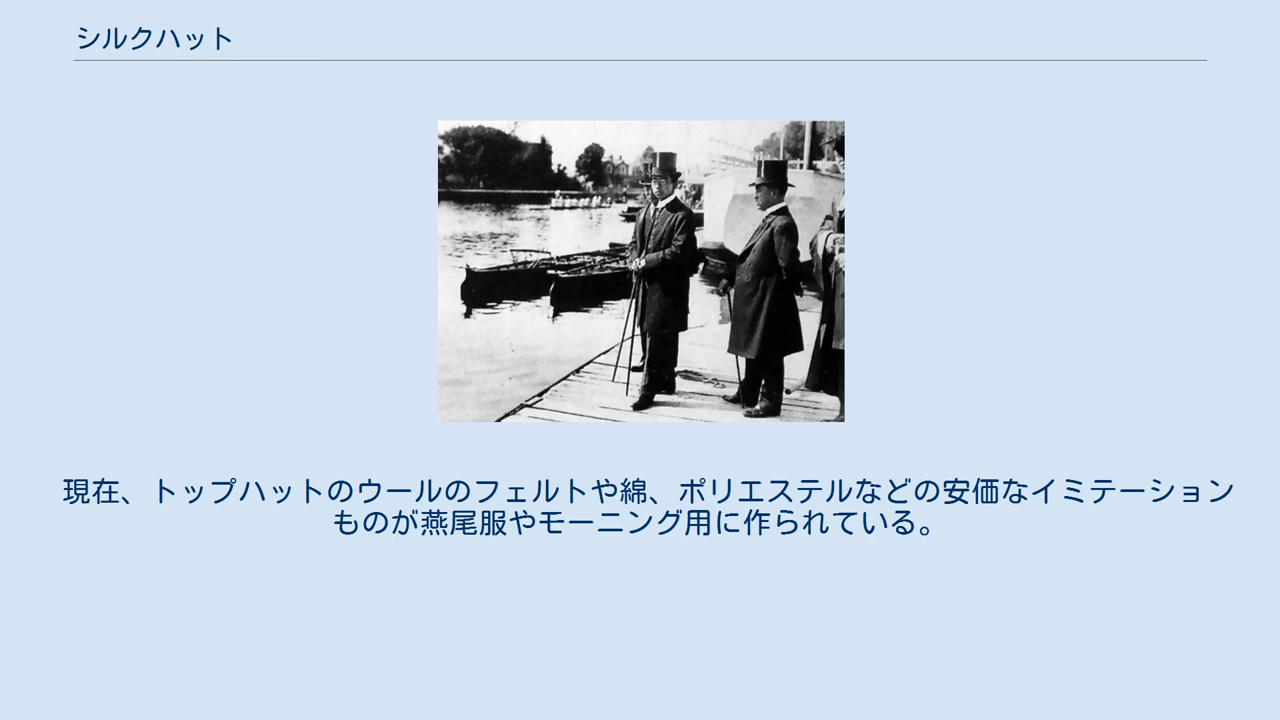 シルクハット
現在、トップハットのウールのフェルトや綿、ポリエステルなどの安価なイミテーション
ものが燕尾服やモーニング用に作られている。